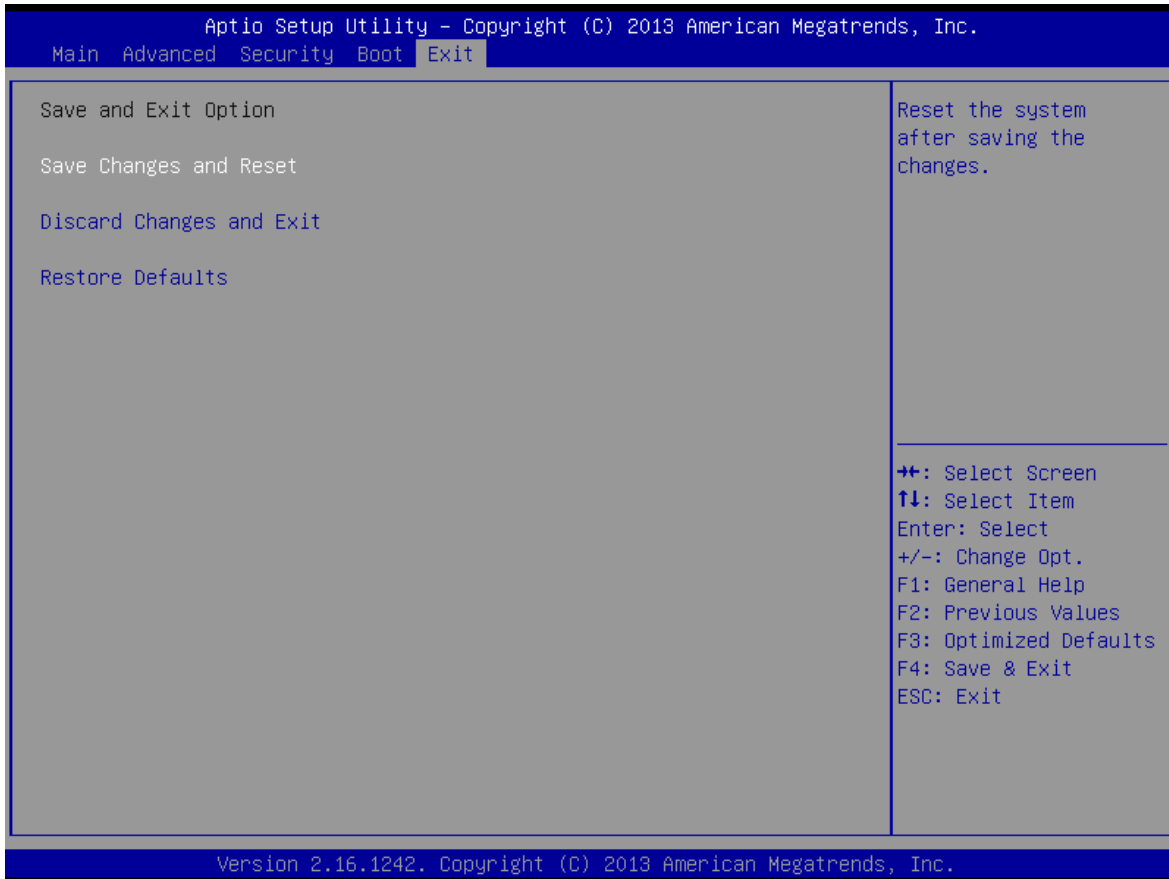 Aptio Setup Utility – Copyright (C) 2013 American Megatrends, Inc.
Main Advanced Security Boot Exit
Save and Exit Option
Save Changes and Reset
Discard Changes and Exit
Restore Defaults
Reset the system
after saving the
changes.
→←: Select Screen
↑↓: Select Item
Enter: Select
+/-: Change Opt.
F1: General Help
F2: Previous Values
F3: Optimized Defaults
F4: Save & Exit
ESC: Exit
Version 2.16.1242. Copyright (C) 2013 American Megatrends, Inc.